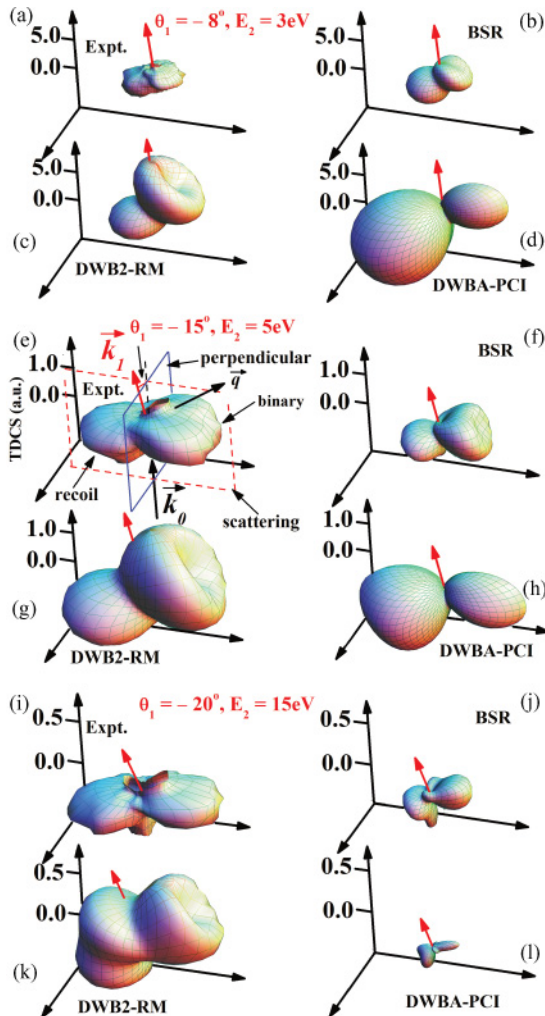 (a)
θ₁ = – 8°, E₂ = 3eV
(b)
5.0
Expt.
0.0
5.0
BSR
0.0
5.0
0.0
(c)
DWB2-RM
5.0
0.0
(d)
DWBA-PCI
(e)
θ₁ = – 15°, E₂ = 5eV
(f)
k₁
perpendicular
BSR
1.0
Expt.
q
0.0
binary
TDCS (a.u.)
recoil
k₀
scattering
1.0
0.0
1.0
0.0
(g)
DWB2-RM
1.0
0.0
(h)
DWBA-PCI
(i)
θ₁ = – 20°, E₂ = 15eV
(j)
0.5
Expt.
0.0
0.5
BSR
0.0
0.5
0.0
(k)
DWB2-RM
0.5
0.0
(l)
DWBA-PCI